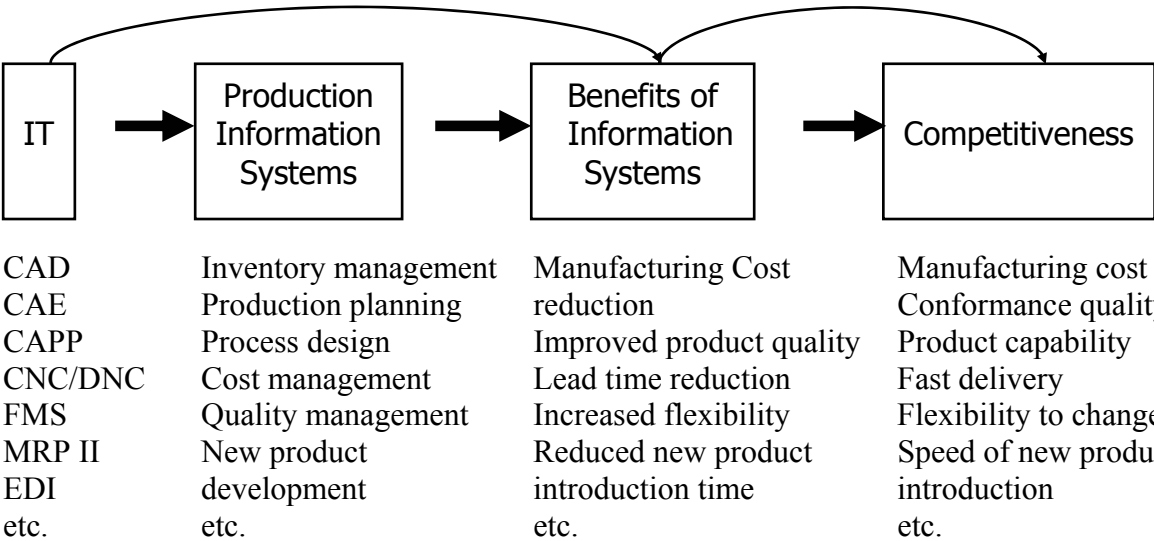 IT
Production
Information
Systems
Benefits of
Information
Systems
Competitiveness
CAD
CAE
CAPP
CNC/DNC
FMS
MRP II
EDI
etc.
Inventory management
Production planning
Process design
Cost management
Quality management
New product
development
etc.
Manufacturing Cost
reduction
Improved product quality
Lead time reduction
Increased flexibility
Reduced new product
introduction time
etc.
Manufacturing cost
Conformance
Product capability
Fast delivery
Flexibility to
Speed of new
introduction
etc.